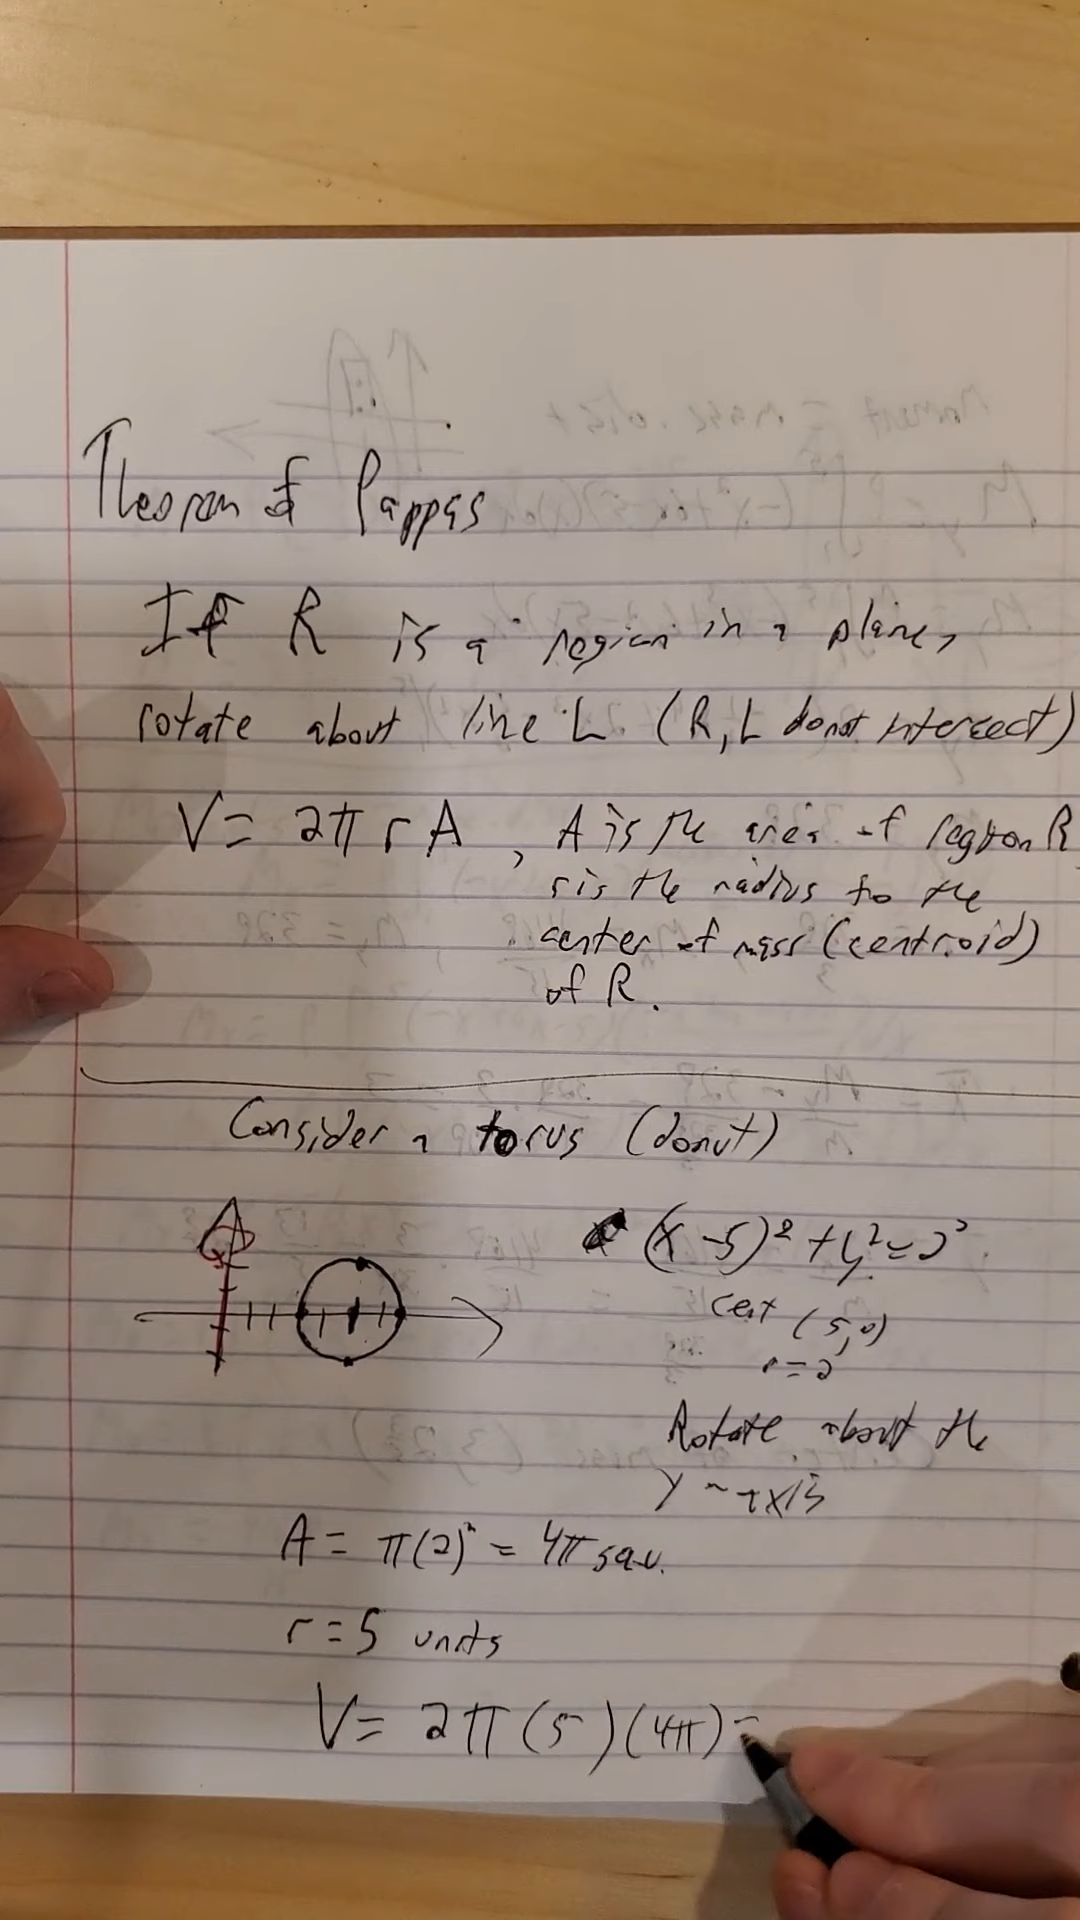 Theorem of Pappas
If R is a region in a plane,
rotate about line L (R, L do not intersect)
V = 2π r A , A is the area of region R
r is the radius to the
center of mass (centroid)
of R.
Consider a torus (donut)
(x - 5)² + y² = 2²
cent (5,0)
r = 2
Rotate about the
y-axis
A = π(2)² = 4π sq u.
r = 5 units
V = 2π (5) (4π) =